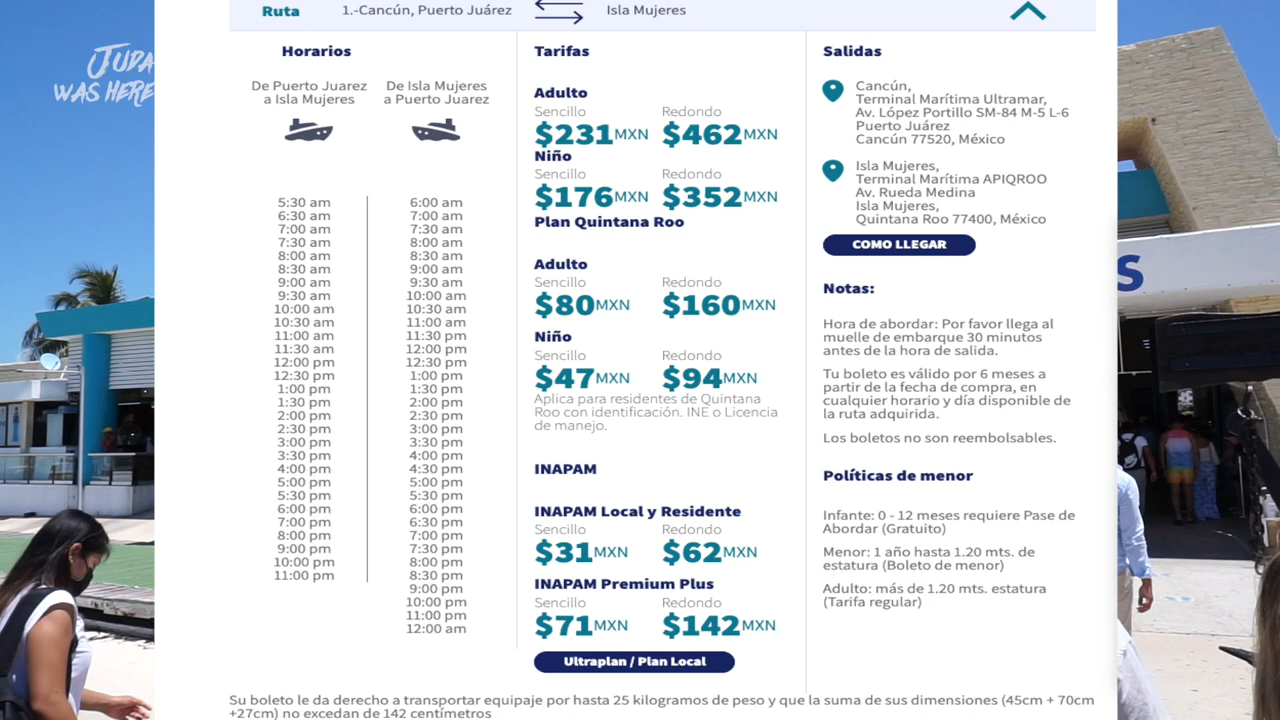 JUDA
WAS HERE
Ruta
1.-Cancún, Puerto Juárez
Isla Mujeres
Horarios
De Puerto Juarez
a Isla Mujeres
De Isla Mujeres
a Puerto Juárez
5:30 am
6:30 am
7:00 am
7:30 am
8:00 am
8:30 am
9:00 am
9:30 am
10:00 am
10:30 am
11:00 am
11:30 am
12:00 pm
12:30 pm
1:00 pm
1:30 pm
2:00 pm
2:30 pm
3:00 pm
3:30 pm
4:00 pm
5:00 pm
5:30 pm
6:00 pm
7:00 pm
8:00 pm
9:00 pm
10:00 pm
11:00 pm
6:00 am
7:00 am
7:30 am
8:00 am
8:30 am
9:00 am
9:30 am
10:00 am
10:30 am
11:00 am
11:30 pm
12:00 pm
12:30 pm
1:00 pm
1:30 pm
2:00 pm
2:30 pm
3:00 pm
3:30 pm
4:00 pm
4:30 pm
5:00 pm
5:30 pm
6:00 pm
6:30 pm
7:00 pm
7:30 pm
8:00 pm
8:30 pm
9:00 pm
10:00 pm
11:00 pm
12:00 am
Tarifas
Adulto
Sencillo Redondo
$231MXN $462MXN
Niño
Sencillo Redondo
$176MXN $352MXN
Plan Quintana Roo
Adulto
Sencillo Redondo
$80MXN $160MXN
Niño
Sencillo Redondo
$47MXN $94MXN
Aplica para residentes de Quintana
Roo con identificación. INE o Licencia
de manejo.
INAPAM
INAPAM Local y Residente
Sencillo Redondo
$31MXN $62MXN
INAPAM Premium Plus
Sencillo Redondo
$71MXN $142MXN
Ultraplan / Plan Local
Salidas
Cancún,
Terminal Marítima Ultramar,
Av. López Portillo SM-84 M-5 L-6
Puerto Juárez
Cancún 77520, México
Isla Mujeres,
Terminal Marítima APIQROO
Av. Rueda Medina
Isla Mujeres,
Quintana Roo 77400, México
COMO LLEGAR
Notas:
Hora de abordar: Por favor llega al
muelle de embarque 30 minutos
antes de la hora de salida.
Tu boleto es válido por 6 meses a
partir de la fecha de compra, en
cualquier horario y día disponible de
la ruta adquirida.
Los boletos no son reembolsables.
Políticas de menor
Infante: 0 - 12 meses requiere Pase de
Abordar (Gratuito)
Menor: 1 año hasta 1.20 mts. de
estatura (Boleto de menor)
Adulto: más de 1.20 mts. estatura
(Tarifa regular)
Su boleto le da derecho a transportar equipaje por hasta 25 kilogramos de peso y que la suma de sus dimensiones (45cm + 70cm
+27cm) no excedan de 142 centímetros
S